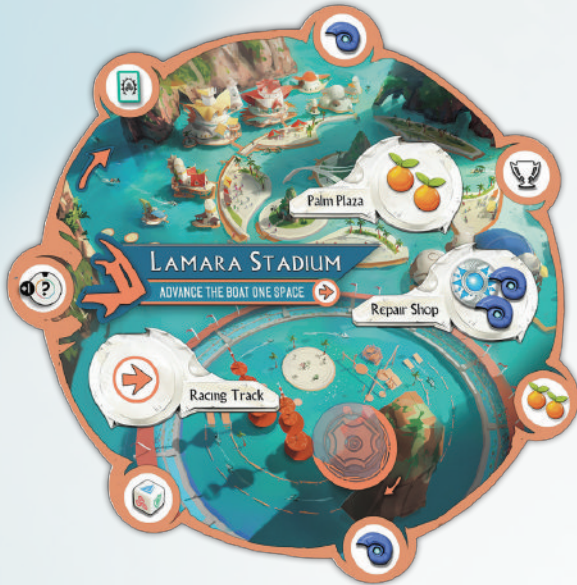 Palm Plaza
LAMARA STADIUM
ADVANCE THE BOAT ONE SPACE
Repair Shop
Racing Track
?